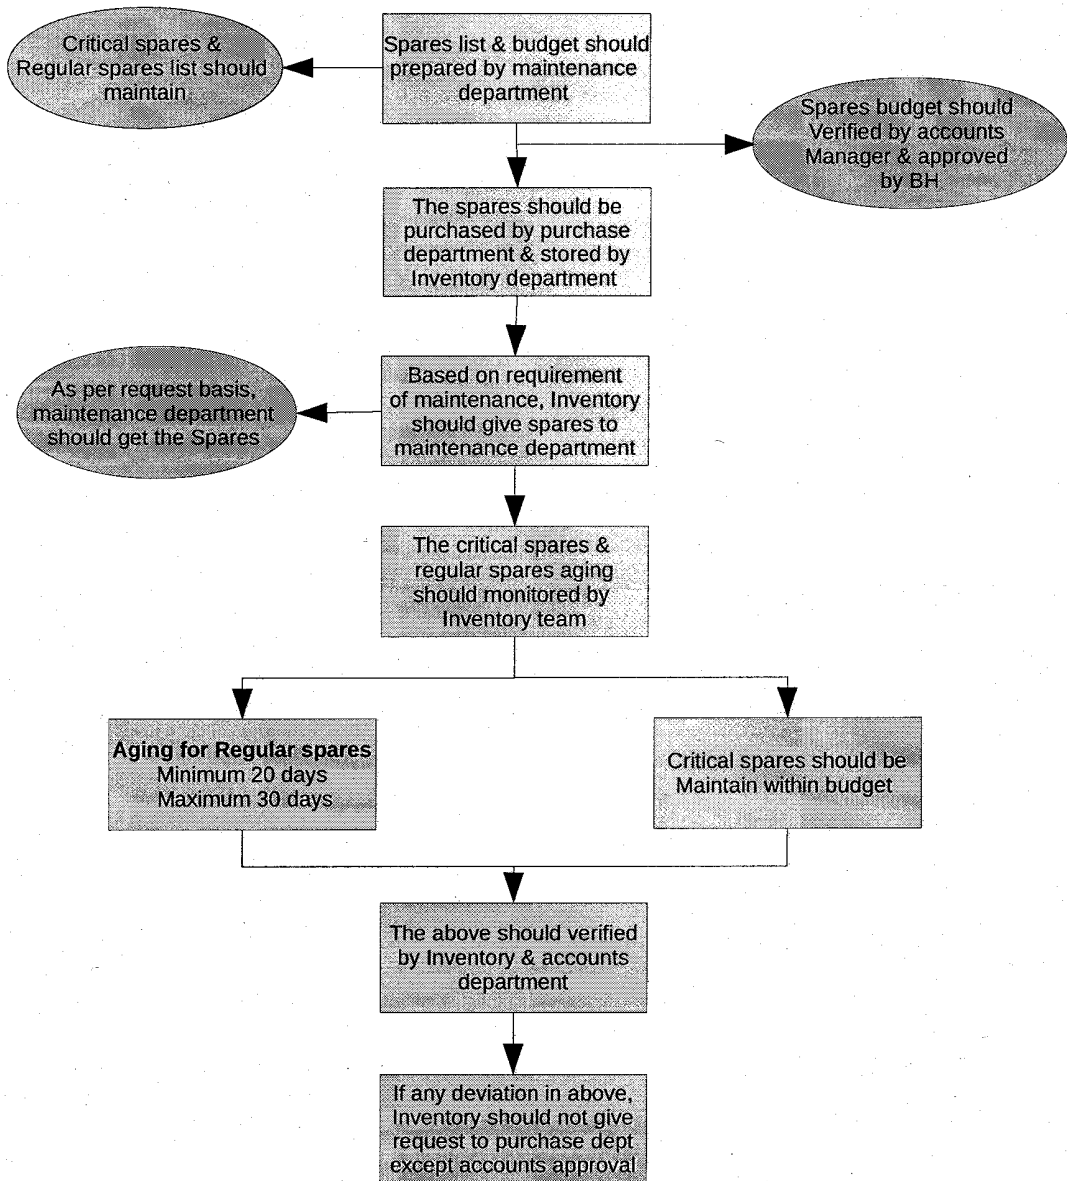 Critical spares &
Regular spares list should
maintain
Spares list & budget should
prepared by maintenance
department
Spares budget should
Verified by accounts
Manager & approved
by BH
The spares should be
purchased by purchase
department & stored by
Inventory department
As per request basis,
maintenance department
should get the Spares
Based on requirement
of maintenance, Inventory
should give spares to
maintenance department
The critical spares &
regular spares aging
should monitored by
Inventory team
Aging for Regular spares
Minimum 20 days
Maximum 30 days
Critical spares should be
Maintain within budget
The above should verified
by Inventory & accounts
department
If any deviation in above,
Inventory should not give
request to purchase dept
except accounts approval